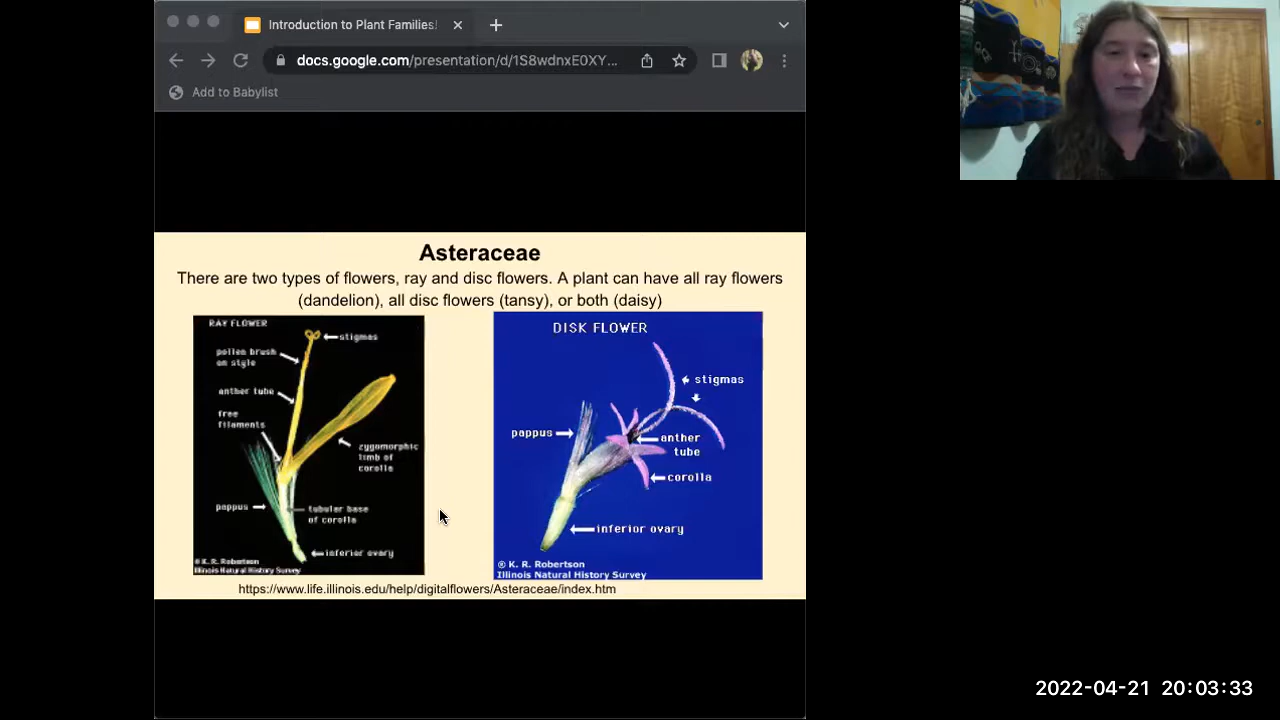 Introduction to Plant Families!
docs.google.com/presentation/d/1S8wdnxE0XY...
Add to Babylist
Asteraceae
There are two types of flowers, ray and disc flowers. A plant can have all ray flowers
(dandelion), all disc flowers (tansy), or both (daisy)
RAY FLOWER
stigmas
pollen brush
on style
anther tube
free
filaments
zygomorphic
limb of
corolla
pappus
tubular base
of corolla
inferior ovary
© K. R. Robertson
Illinois Natural History Survey
DISK FLOWER
stigmas
pappus
anther
tube
corolla
inferior ovary
© K. R. Robertson
Illinois Natural History Survey
https://www.life.illinois.edu/help/digitalflowers/Asteraceae/index.htm
2022-04-21 20:03:33